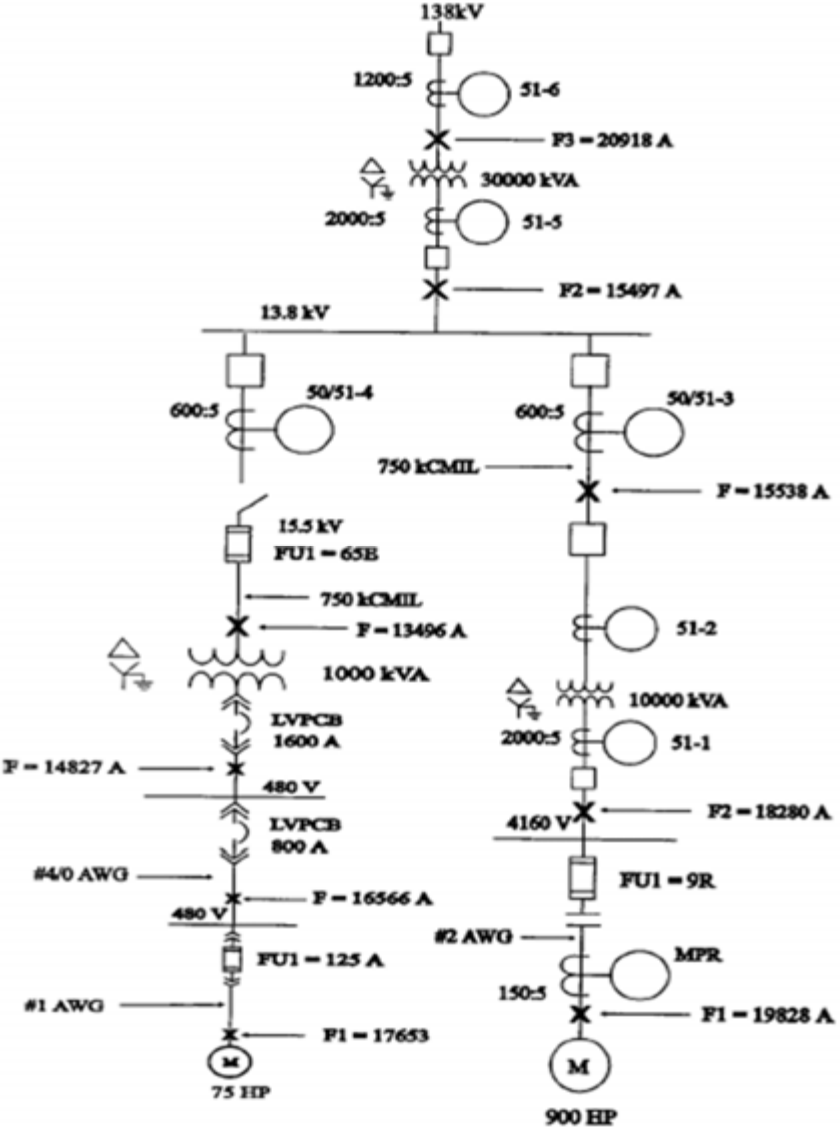 138kV
1200:5
51-6
F3 = 20918 A
30000 kVA
2000:5
51-5
F2 = 15497 A
13.8 kV
50/51-4
600:5
50/51-3
600:5
750 kCMIL
F = 15538 A
15.5 kV
FU1 = 65E
750 kCMIL
F = 13496 A
51-2
1000 kVA
10000 kVA
LVPCB
1600 A
2000:5
51-1
F = 14827 A
480 V
F2 = 18280 A
4160 V
LVPCB
800 A
#4/0 AWG
FU1 = 9R
F = 16566 A
480 V
#2 AWG
FU1 = 125 A
MPR
150:5
#1 AWG
F1 = 19828 A
F1 = 17653
M
M
75 HP
900 HP